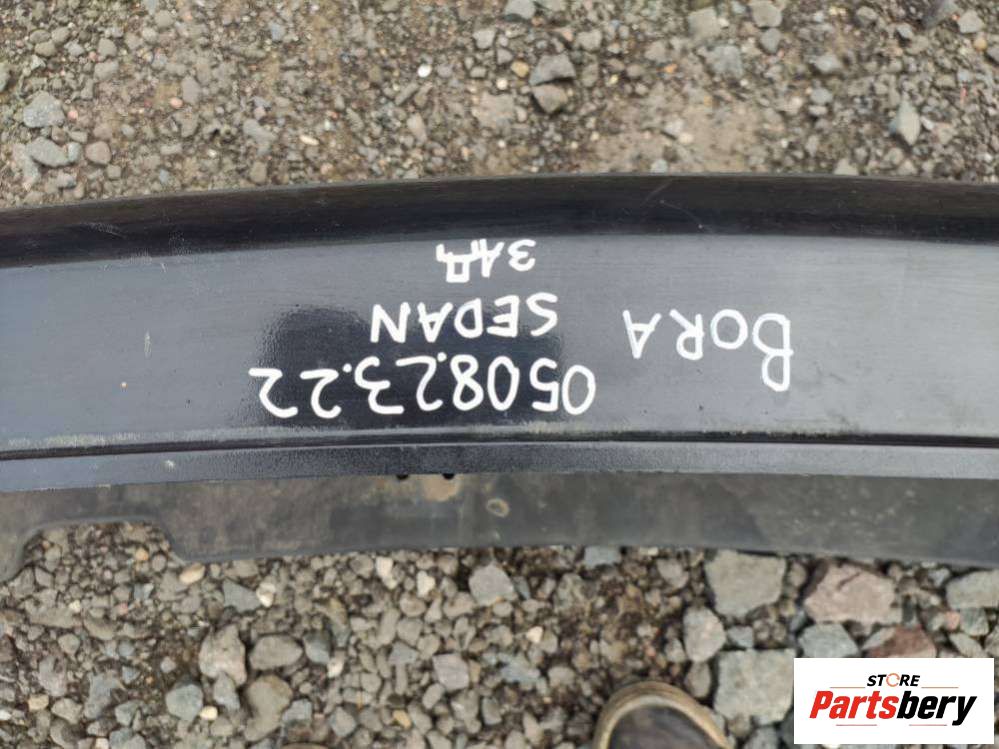 BORA
SEDAN
ЗАД
050823.22
STORE
Partsbery